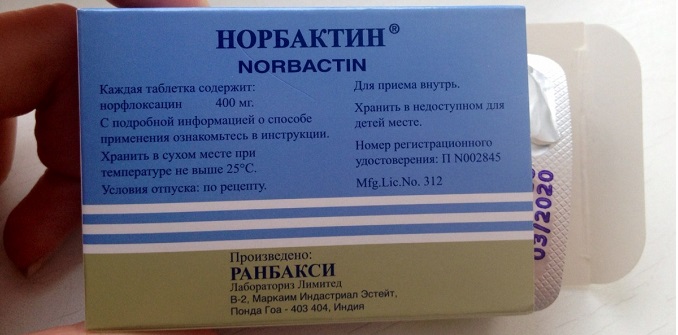 НОРБАКТИН®
NORBACTIN
Каждая таблетка содержит:
норфлоксацин 400 мг.
С подробной информацией о способе
применения ознакомьтесь в инструкции.
Хранить в сухом месте при
температуре не выше 25°C.
Условия отпуска: по рецепту.
Для приема внутрь.
Хранить в недоступном для
детей месте.
Номер регистрационного
удостоверения: П N002845
Mfg.Lic.No. 312
Произведено:
РАНБАКСИ
Лабораториз Лимитед
В-2, Маркаим Индастриал Эстейт,
Понда Гоа - 403 404, Индия
03/2020